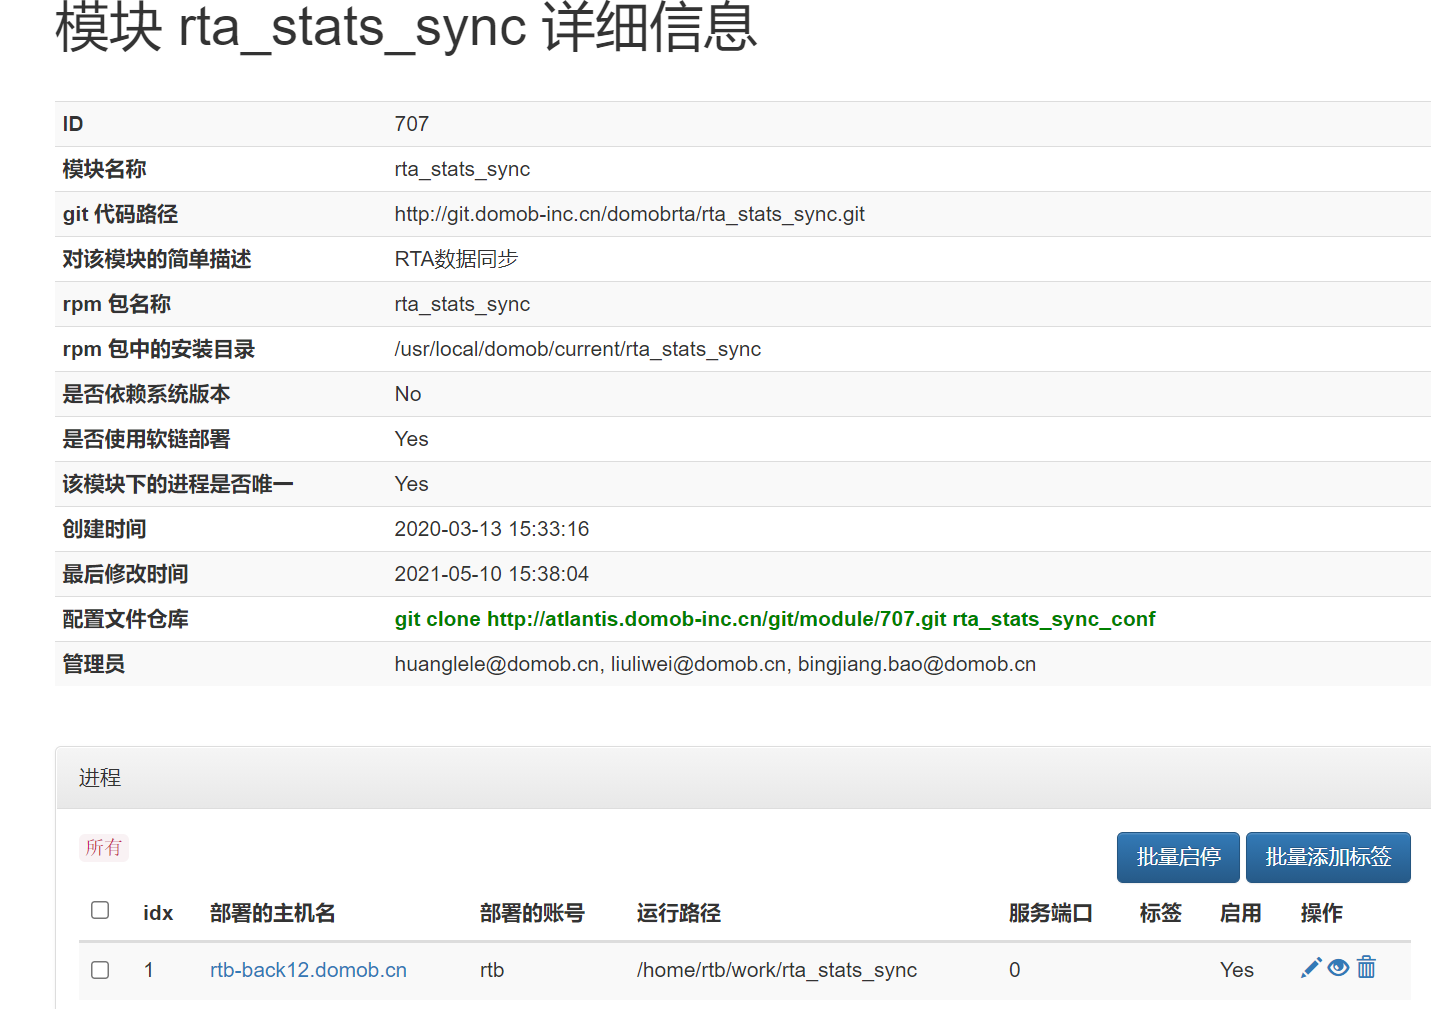 模块 rta_stats_sync 详细信息
ID 707
模块名称 rta_stats_sync
git 代码路径 http://git.domob-inc.cn/domobrta/rta_stats_sync.git
对该模块的简单描述 RTA数据同步
rpm 包名称 rta_stats_sync
rpm 包中的安装目录 /usr/local/domob/current/rta_stats_sync
是否依赖系统版本 No
是否使用软链部署 Yes
该模块下的进程是否唯一 Yes
创建时间 2020-03-13 15:33:16
最后修改时间 2021-05-10 15:38:04
配置文件仓库 git clone http://atlantis.domob-inc.cn/git/module/707.git rta_stats_sync_conf
管理员 huanglele@domob.cn, liuliwei@domob.cn, bingjiang.bao@domob.cn
进程
所有 批量启停 批量添加标签
idx 部署的主机名 部署的账号 运行路径 服务端口 标签 启用 操作
1 rtb-back12.domob.cn rtb /home/rtb/work/rta_stats_sync 0 Yes